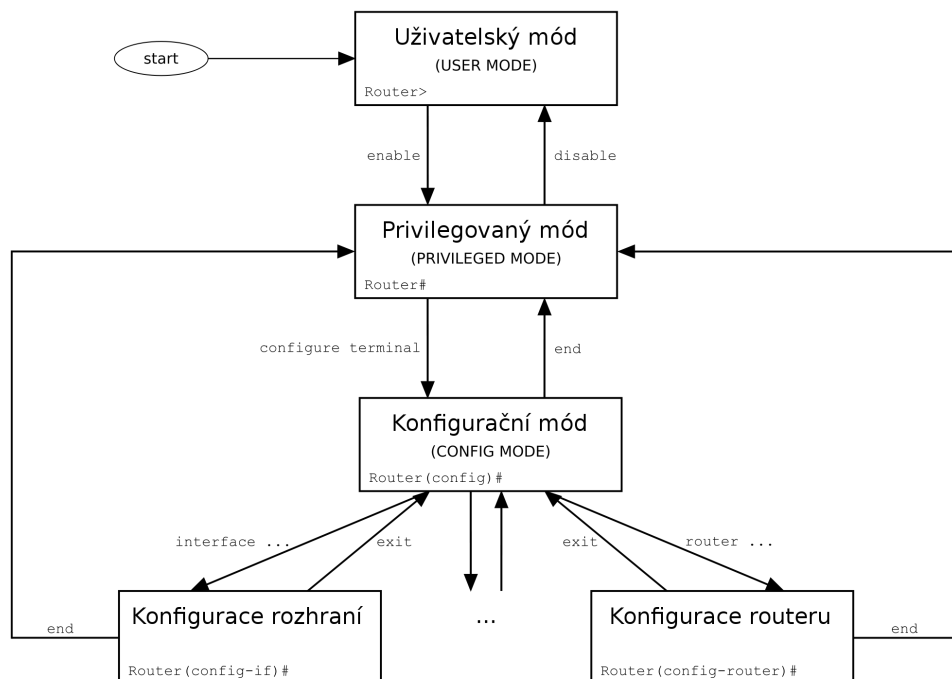 start
Uživatelský mód
(USER MODE)
Router>
enable
disable
Privilegovaný mód
(PRIVILEGED MODE)
Router#
configure terminal
end
Konfigurační mód
(CONFIG MODE)
Router(config)#
interface ...
exit
exit
router ...
Konfigurace rozhraní
...
Konfigurace routeru
end
end
Router(config-if)#
Router(config-router)#